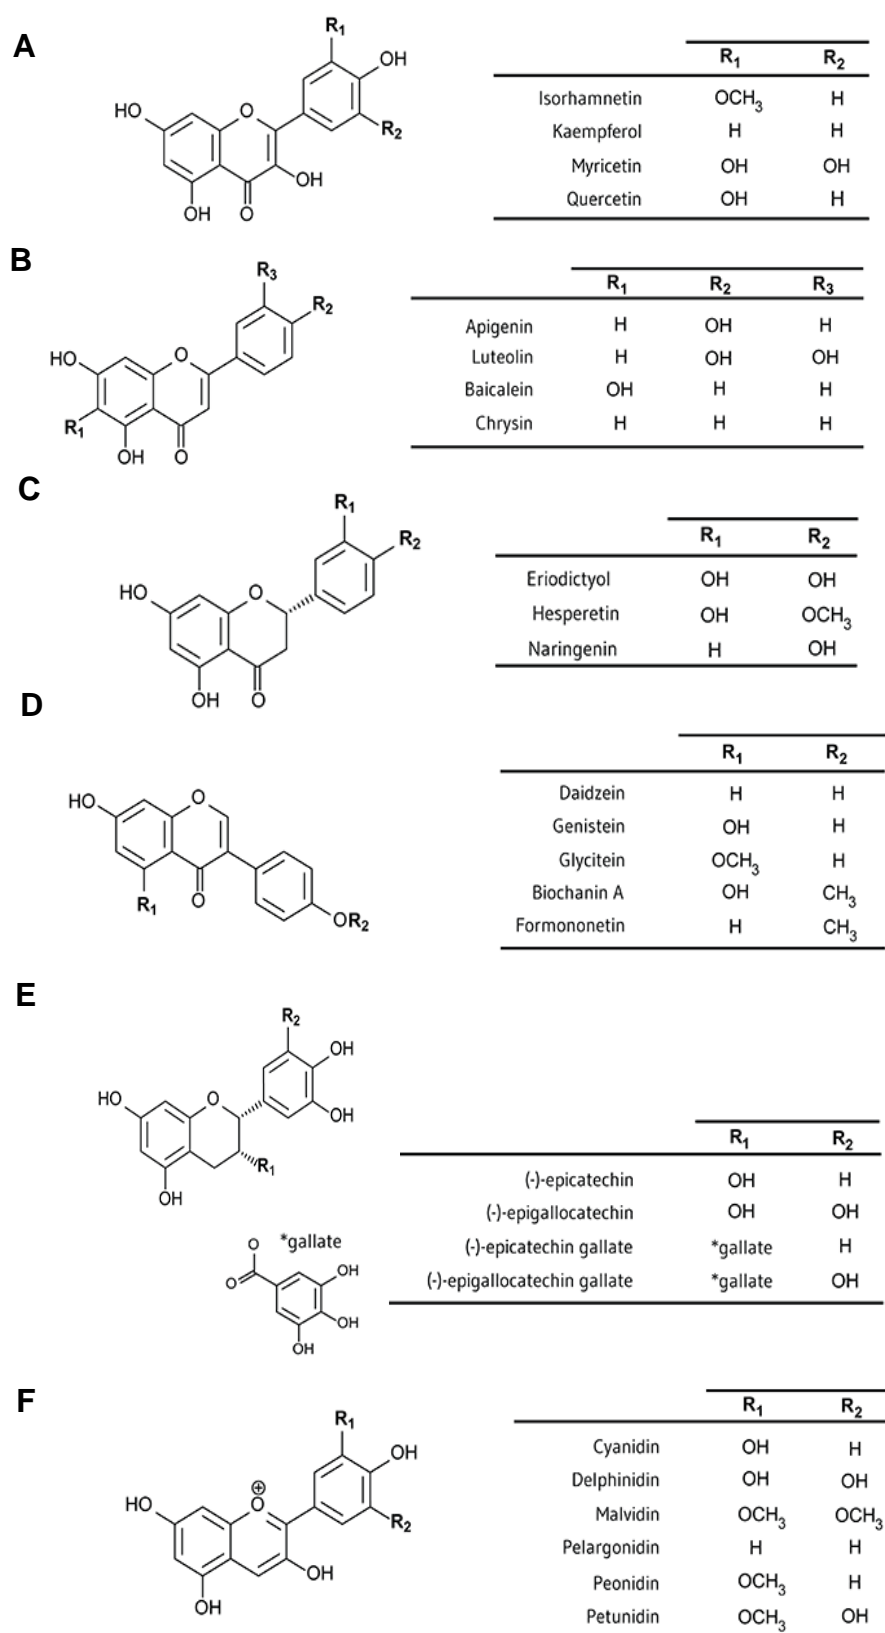 A
R1
OH
HO
O
R2
OH
OH
O
R1 R2
Isorhamnetin OCH3 H
Kaempferol H H
Myricetin OH OH
Quercetin OH H
B
R3
R2
HO
O
R1
OH
O
R1 R2 R3
Apigenin H OH H
Luteolin H OH OH
Baicalein OH H H
Chrysin H H H
C
R1
R2
HO
O
OH
O
R1 R2
Eriodictyol OH OH
Hesperetin OH OCH3
Naringenin H OH
D
HO
O
R1
O
OR2
R1 R2
Daidzein H H
Genistein OH H
Glycitein OCH3 H
Biochanin A OH CH3
Formononetin H CH3
E
R2
OH
HO
O
OH
R1
OH
*gallate
O
O
OH
OH
OH
R1 R2
(-)-epicatechin OH H
(-)-epigallocatechin OH OH
(-)-epicatechin gallate *gallate H
(-)-epigallocatechin gallate *gallate OH
F
R1
OH
HO
⊕
O
R2
OH
OH
R1 R2
Cyanidin OH H
Delphinidin OH OH
Malvidin OCH3 OCH3
Pelargonidin H H
Peonidin OCH3 H
Petunidin OCH3 OH